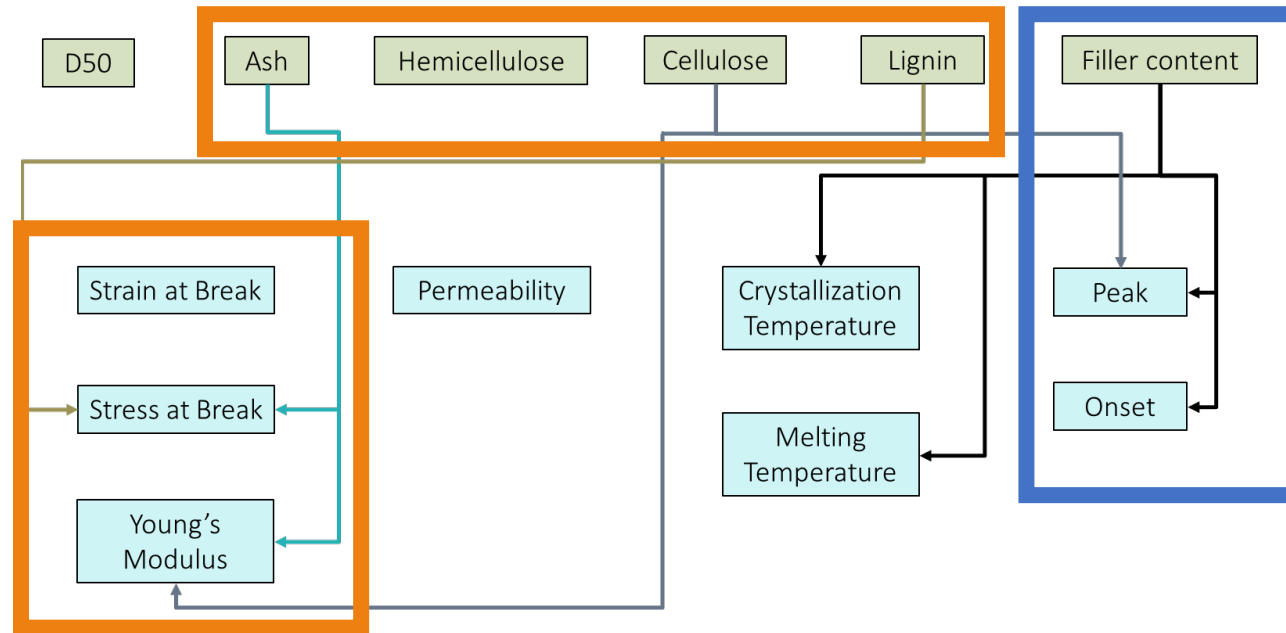 D50
Ash
Hemicellulose
Cellulose
Lignin
Filler content
Strain at Break
Permeability
Crystallization
Temperature
Peak
Stress at Break
Onset
Melting
Temperature
Young’s
Modulus